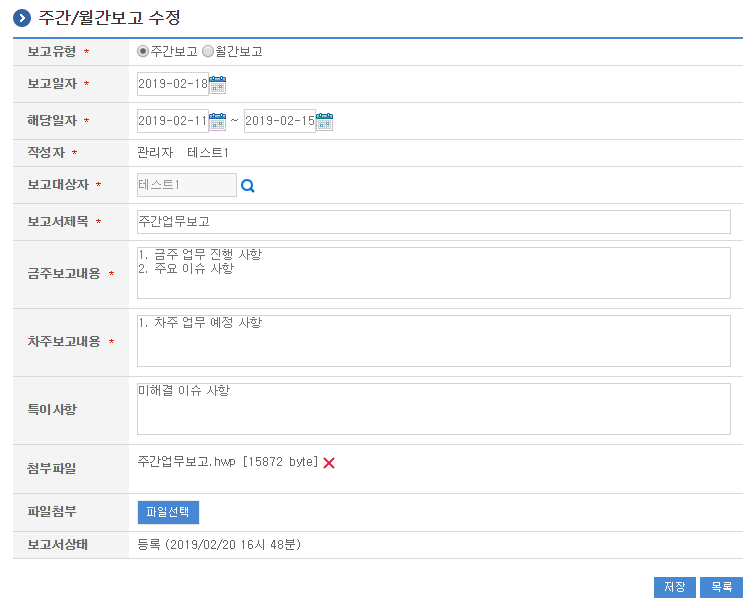 주간/월간보고 수정
보고유형 * 주간보고 월간보고
보고일자 * 2019-02-18
해당일자 * 2019-02-11 ~ 2019-02-15
작성자 * 관리자 테스트1
보고대상자 * 테스트1
보고서제목 * 주간업무보고
금주보고내용 *
1. 금주 업무 진행 사항
2. 주요 이슈 사항
차주보고내용 *
1. 차주 업무 예정 사항
특이사항
미해결 이슈 사항
첨부파일 주간업무보고.hwp [15872 byte]
파일첨부 파일선택
보고서상태 등록 (2019/02/20 16시 48분)
저장 목록